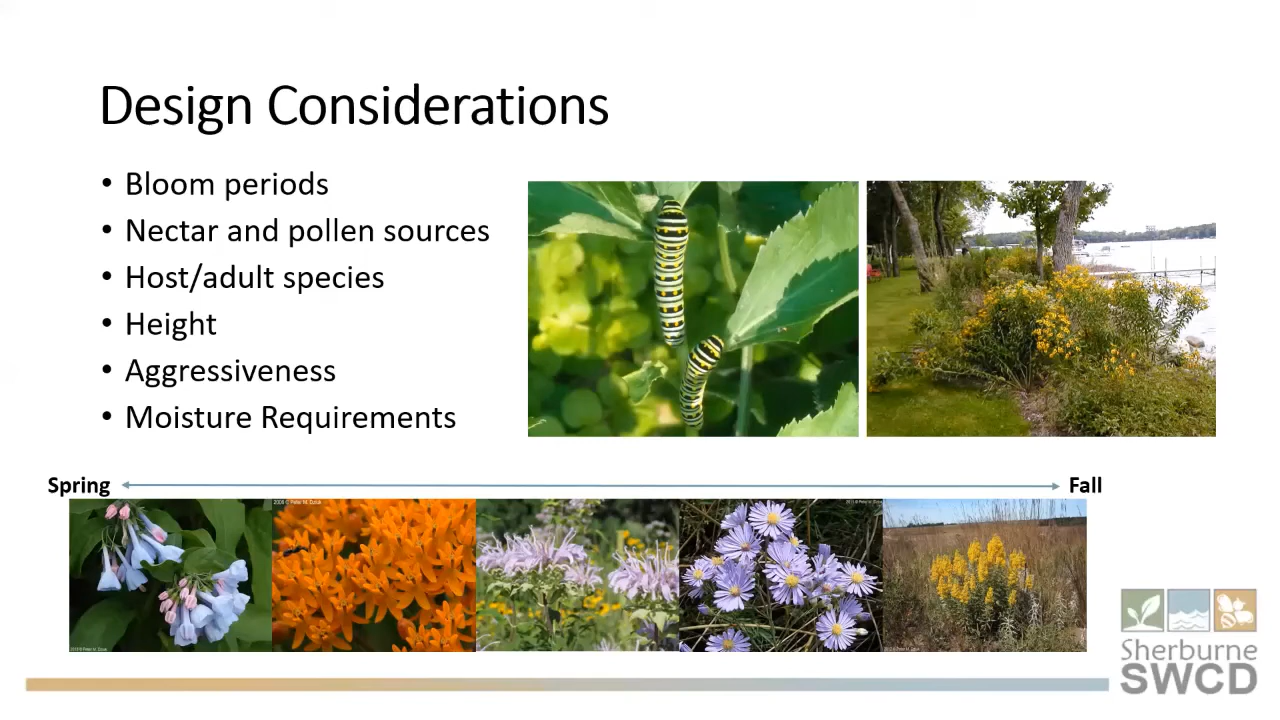 Design Considerations
• Bloom periods
• Nectar and pollen sources
• Host/adult species
• Height
• Aggressiveness
• Moisture Requirements
Spring
Fall
Sherburne
SWCD